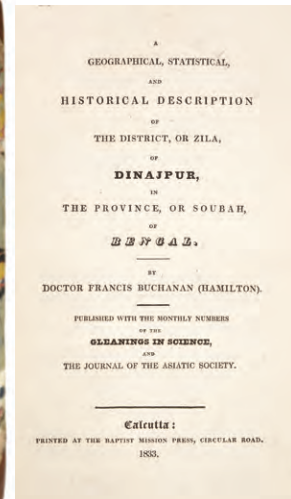 A
GEOGRAPHICAL, STATISTICAL,
AND
HISTORICAL DESCRIPTION
OF
THE DISTRICT, OR ZILA,
OF
DINAJPUR,
IN
THE PROVINCE, OR SOUBAH,
OF
BENGAL.
BY
DOCTOR FRANCIS BUCHANAN (HAMILTON).
PUBLISHED WITH THE MONTHLY NUMBERS
OF THE
GLEANINGS IN SCIENCE,
AND
THE JOURNAL OF THE ASIATIC SOCIETY.
Calcutta:
PRINTED AT THE BAPTIST MISSION PRESS, CIRCULAR ROAD.
1833.